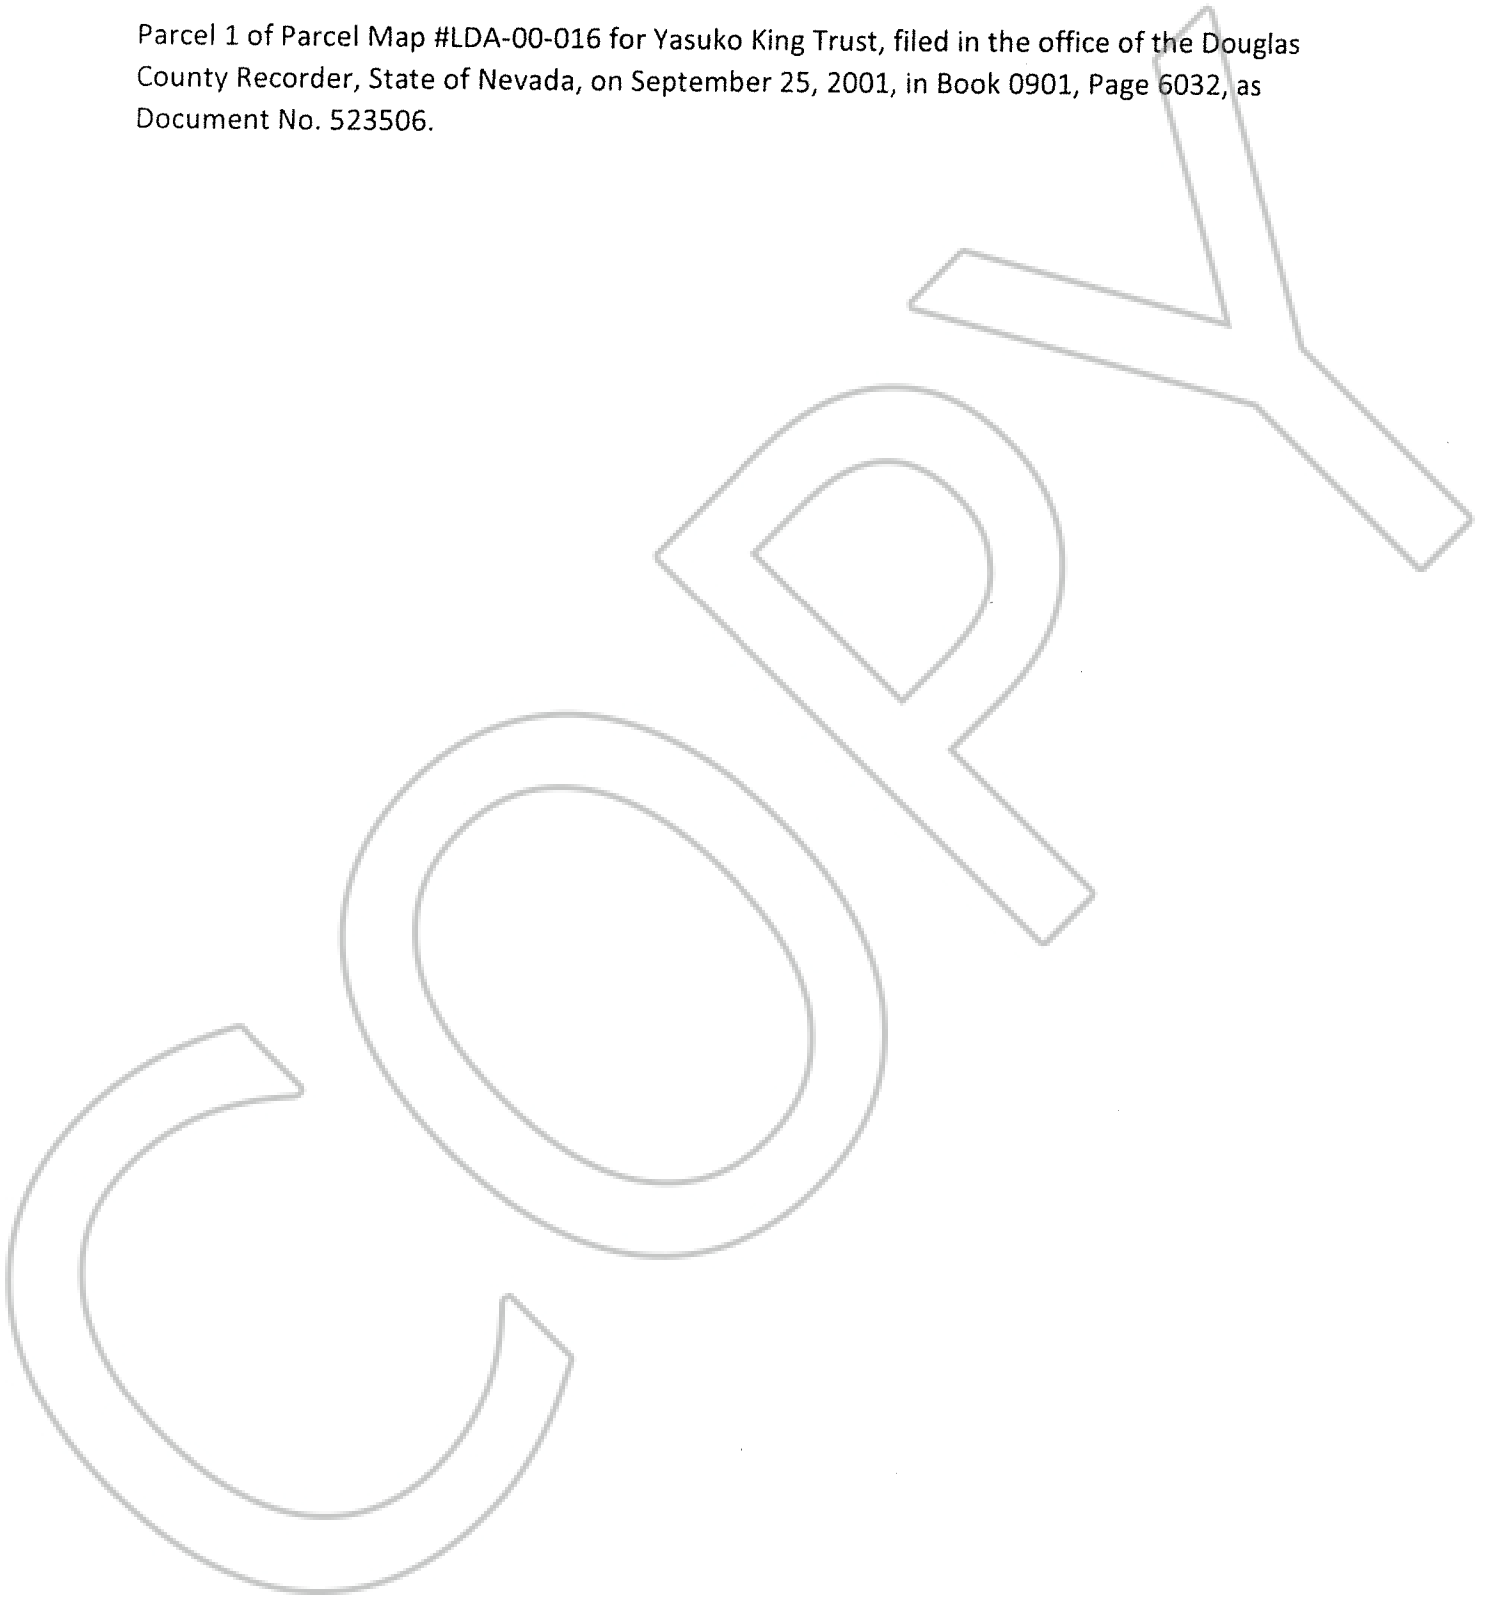 Parcel 1 of Parcel Map #LDA-00-016 for Yasuko King Trust, filed in the office of the Douglas
County Recorder, State of Nevada, on September 25, 2001, in Book 0901, Page 6032, as
Document No. 523506.
COPY